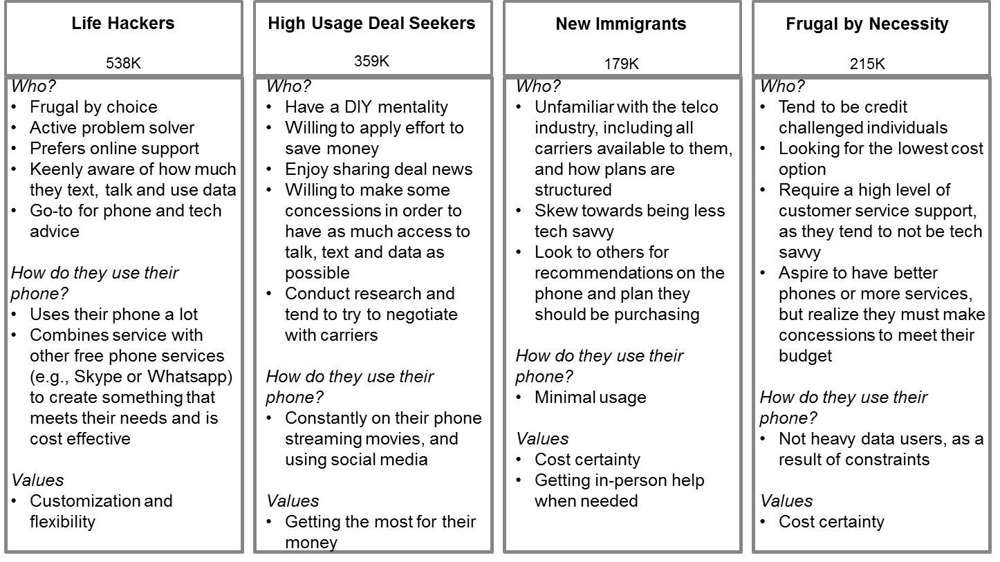 Life Hackers
538K
Who?
• Frugal by choice
• Active problem solver
• Prefers online support
• Keenly aware of how much
they text, talk and use data
• Go-to for phone and tech
advice
How do they use their
phone?
• Uses their phone a lot
• Combines service with
other free phone services
(e.g., Skype or Whatsapp)
to create something that
meets their needs and is
cost effective
Values
• Customization and
flexibility
High Usage Deal Seekers
359K
Who?
• Have a DIY mentality
• Willing to apply effort to
save money
• Enjoy sharing deal news
• Willing to make some
concessions in order to
have as much access to
talk, text and data as
possible
• Conduct research and
tend to try to negotiate
with carriers
How do they use their
phone?
• Constantly on their phone
streaming movies, and
using social media
Values
• Getting the most for their
money
New Immigrants
179K
Who?
• Unfamiliar with the telco
industry, including all
carriers available to them,
and how plans are
structured
• Skew towards being less
tech savvy
• Look to others for
recommendations on the
phone and plan they
should be purchasing
How do they use their
phone?
• Minimal usage
Values
• Cost certainty
• Getting in-person help
when needed
Frugal by Necessity
215K
Who?
• Tend to be credit
challenged individuals
• Looking for the lowest cost
option
• Require a high level of
customer service support,
as they tend to not be tech
savvy
• Aspire to have better
phones or more services,
but realize they must make
concessions to meet their
budget
How do they use their
phone?
• Not heavy data users, as a
result of constraints
Values
• Cost certainty